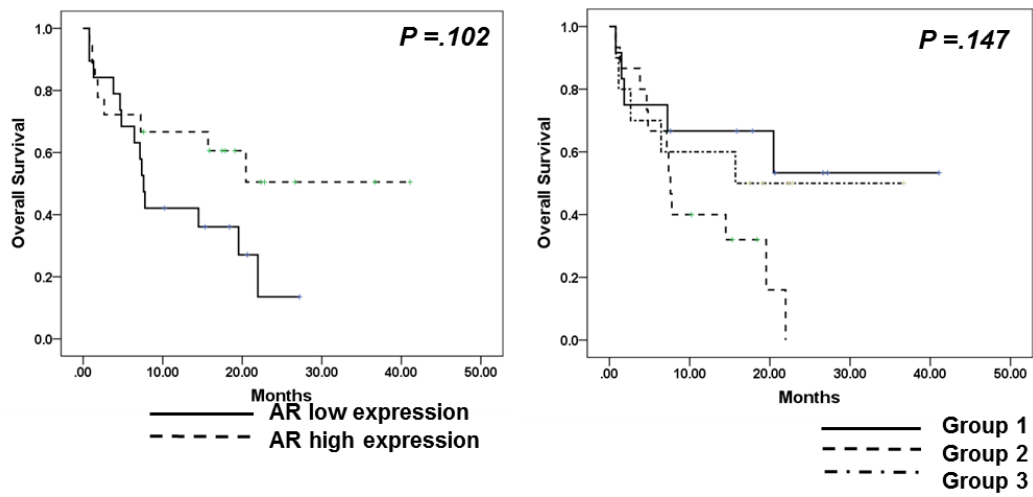 P =.102
Overall Survival
1.0
0.8
0.6
0.4
0.2
0.0
.00 10.00 20.00 30.00 40.00 50.00
Months
AR low expression
AR high expression
P =.147
Overall Survival
1.0
0.8
0.6
0.4
0.2
0.0
.00 10.00 20.00 30.00 40.00 50.00
Months
Group 1
Group 2
Group 3